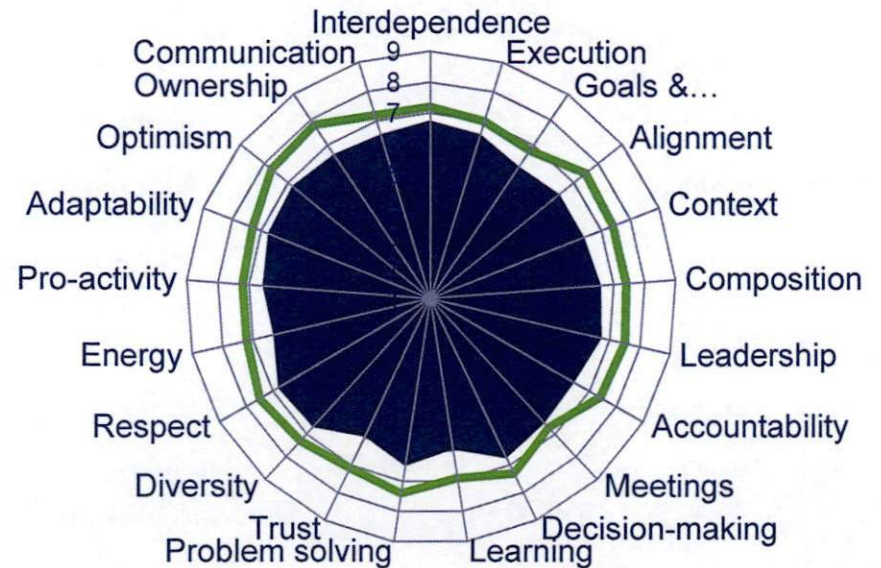 Interdependence
Communication
Execution
9
Ownership
Goals &...
8
7
Optimism
Alignment
Adaptability
Context
Pro-activity
Composition
Energy
Leadership
Respect
Accountability
Diversity
Meetings
Trust
Decision-making
Problem solving
Learning